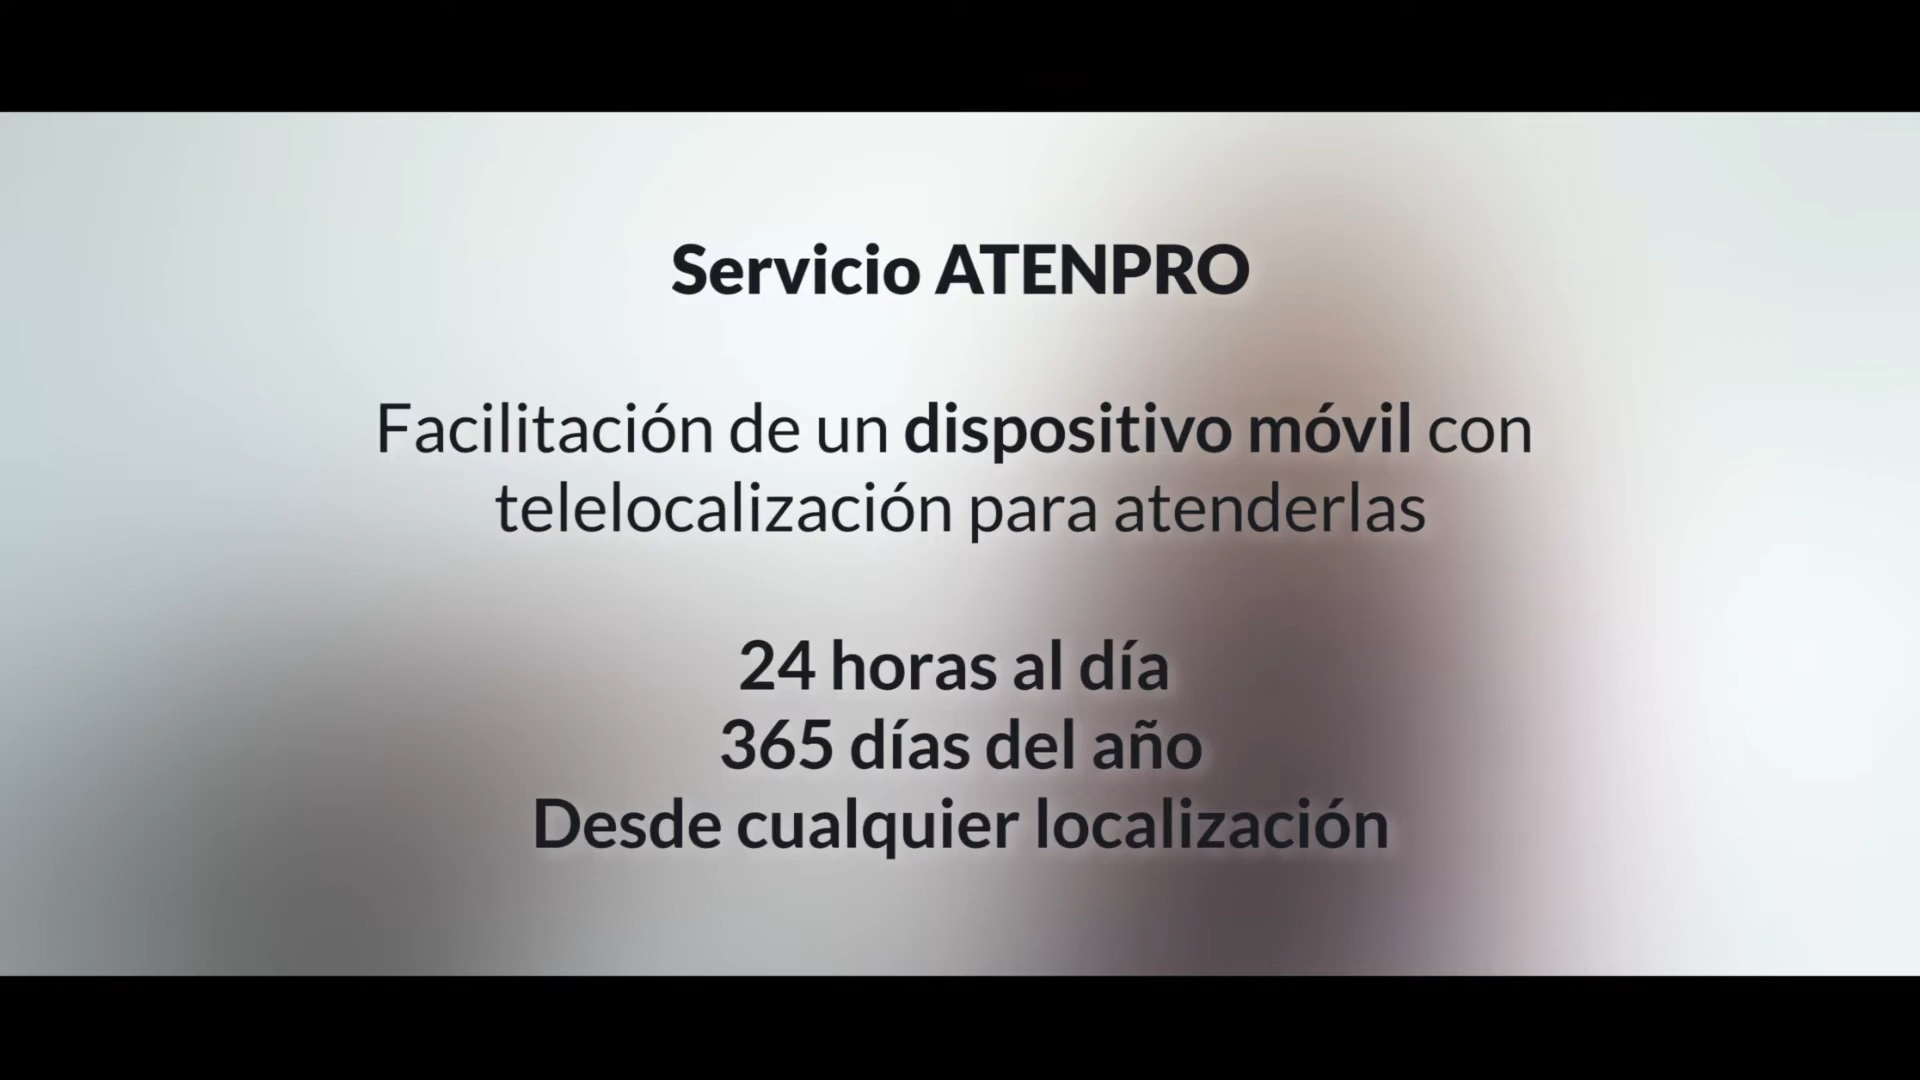 Servicio ATENPRO
Facilitación de un dispositivo móvil con
telelocalización para atenderlas
24 horas al día
365 días del año
Desde cualquier localización